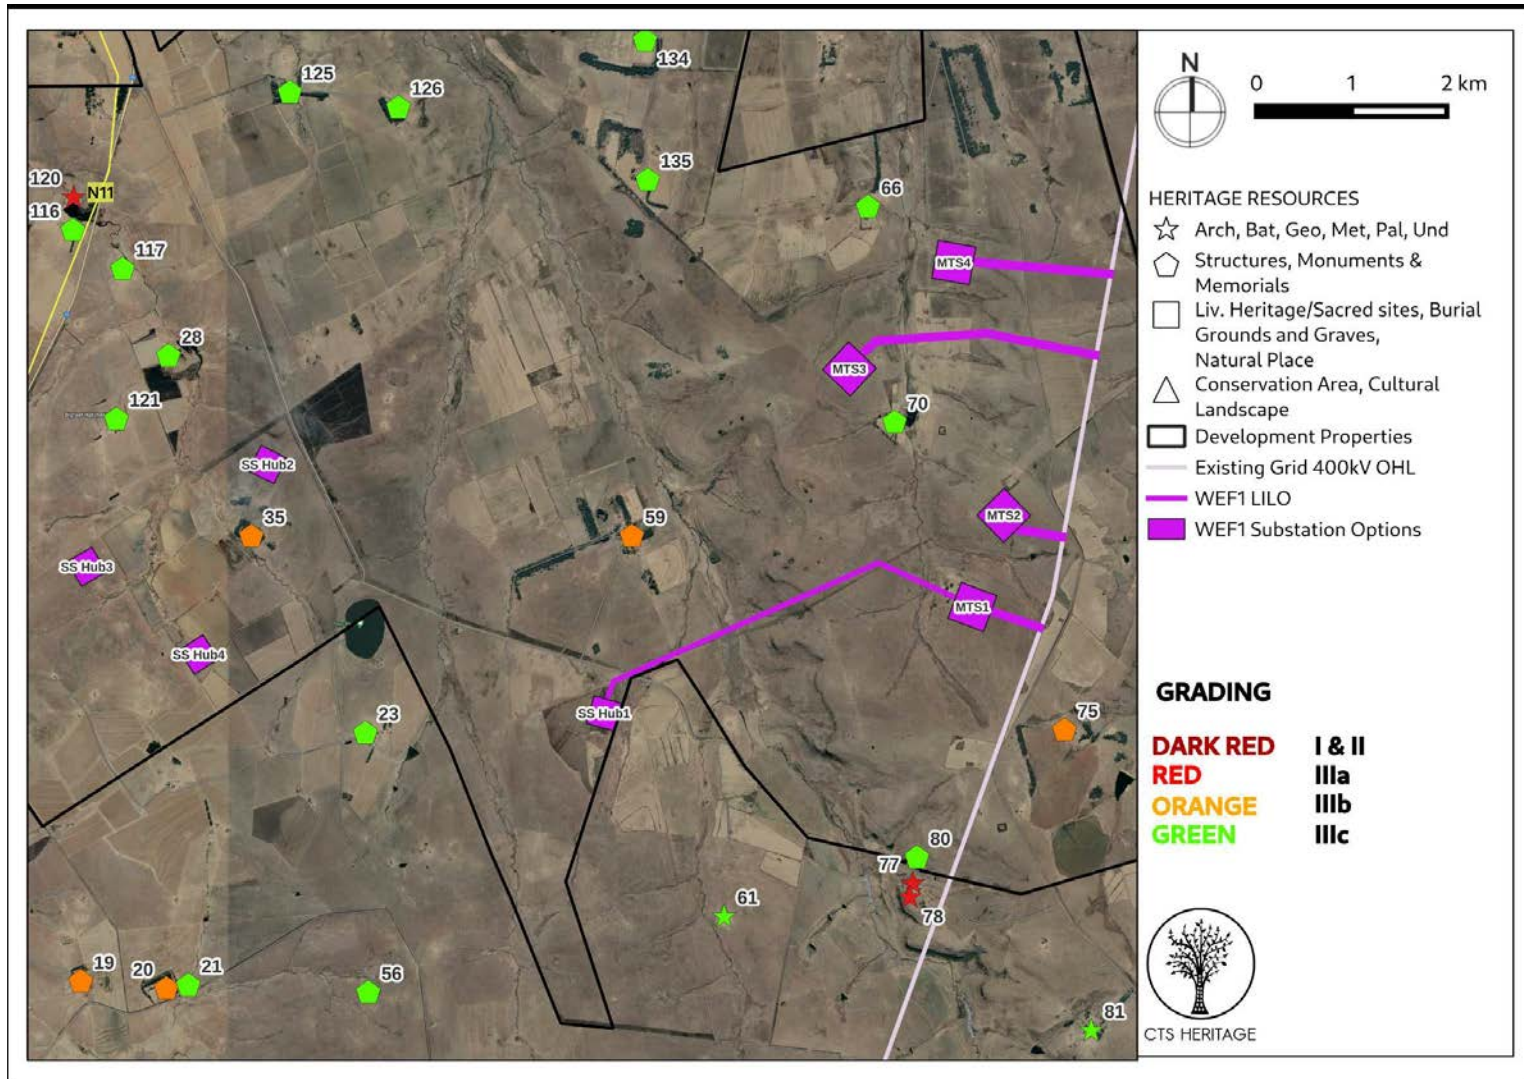 134
125
126
120
N11
116
135
66
117
MTS4
28
MTS3
121
70
SS Hub2
35
59
MTS2
SS Hub3
MTS1
SS Hub4
23
SS Hub1
75
80
77
61
78
19
20
21
56
81
N
0 1 2 km
HERITAGE RESOURCES
Arch, Bat, Geo, Met, Pal, Und
Structures, Monuments &
Memorials
Liv. Heritage/Sacred sites, Burial
Grounds and Graves,
Natural Place
Conservation Area, Cultural
Landscape
Development Properties
Existing Grid 400kV OHL
WEF1 LILO
WEF1 Substation Options
GRADING
DARK RED I & II
RED IIIa
ORANGE IIIb
GREEN IIIc
CTS HERITAGE